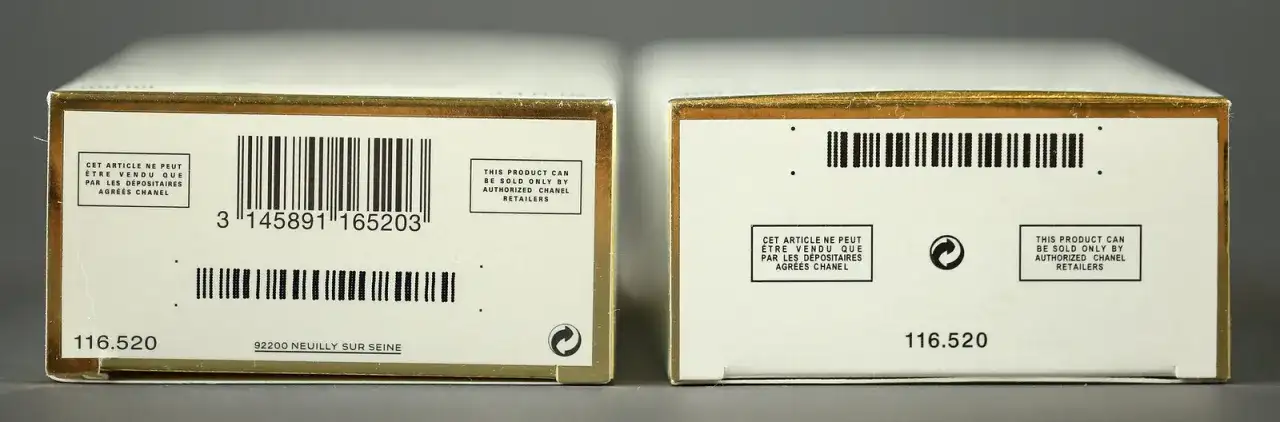 CET ARTICLE NE PEUT
ÊTRE VENDU QUE
PAR LES DÉPOSITAIRES
AGRÉÉS CHANEL
THIS PRODUCT CAN
BE SOLD ONLY BY
AUTHORIZED CHANEL
RETAILERS
3 145891 165203
116.520
92200 NEUILLY SUR SEINE
CET ARTICLE NE PEUT
ÊTRE VENDU QUE
PAR LES DÉPOSITAIRES
AGRÉÉS CHANEL
THIS PRODUCT CAN
BE SOLD ONLY BY
AUTHORIZED CHANEL
RETAILERS
116.520